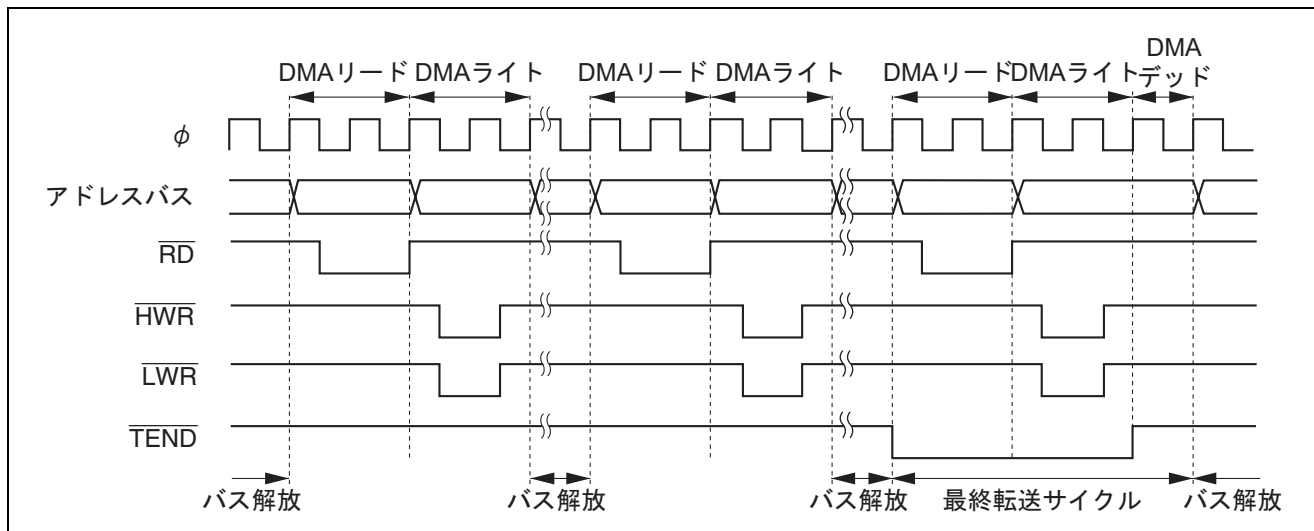 DMA
DMAリード DMAライト DMAリード DMAライト DMAリード DMAライト デッド
φ
アドレスバス
RD
HWR
LWR
TEND
バス解放 バス解放 バス解放 最終転送サイクル バス解放